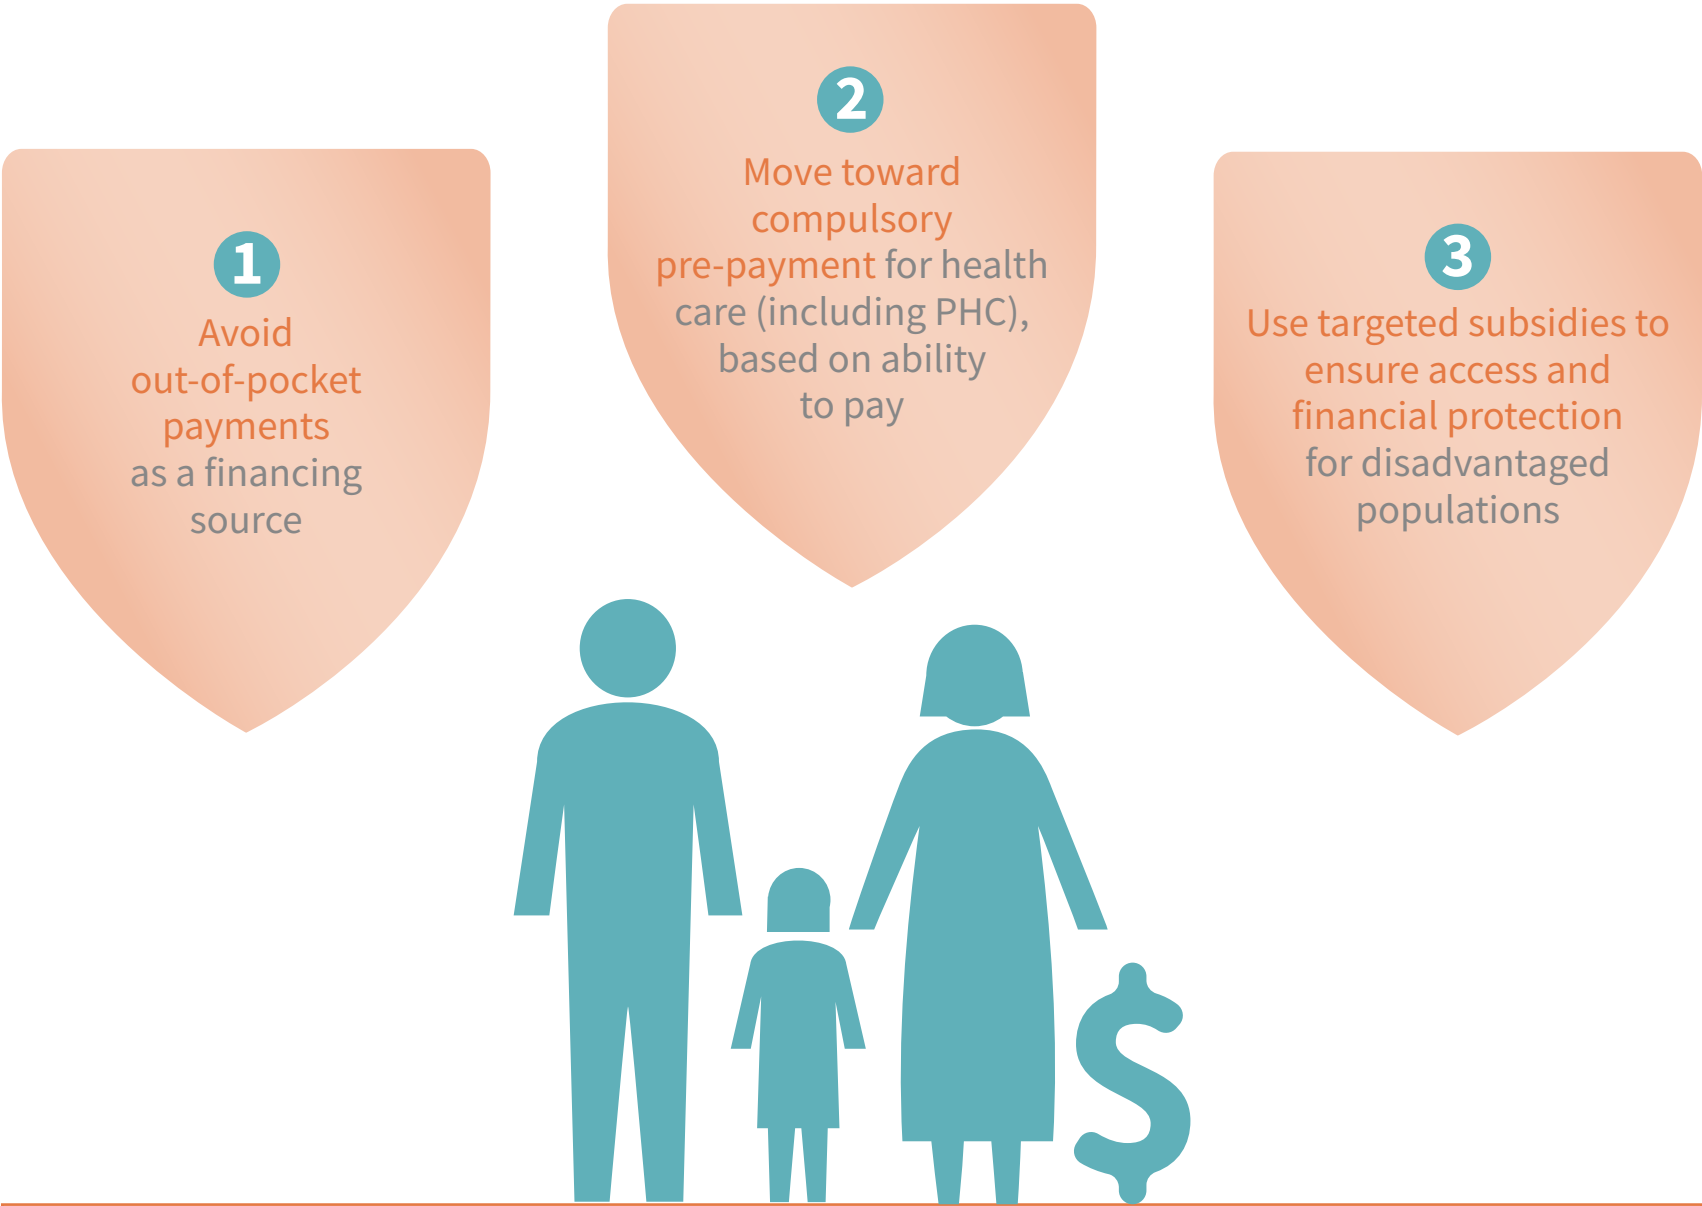 1
Avoid
out-of-pocket
payments
as a financing
source
2
Move toward
compulsory
pre-payment for health
care (including PHC),
based on ability
to pay
3
Use targeted subsidies to
ensure access and
financial protection
for disadvantaged
populations
$